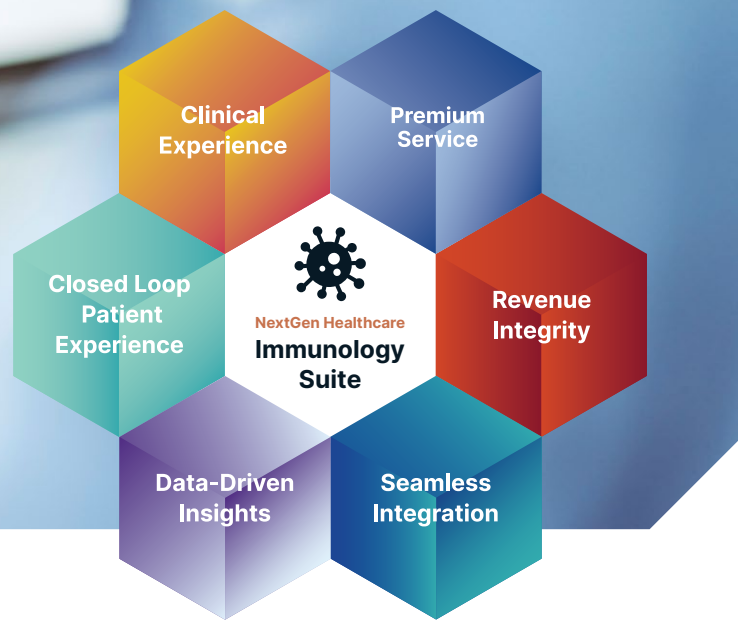 Clinical
Experience
Premium
Service
Closed Loop
Patient
Experience
NextGen Healthcare
Immunology
Suite
Revenue
Integrity
Data-Driven
Insights
Seamless
Integration